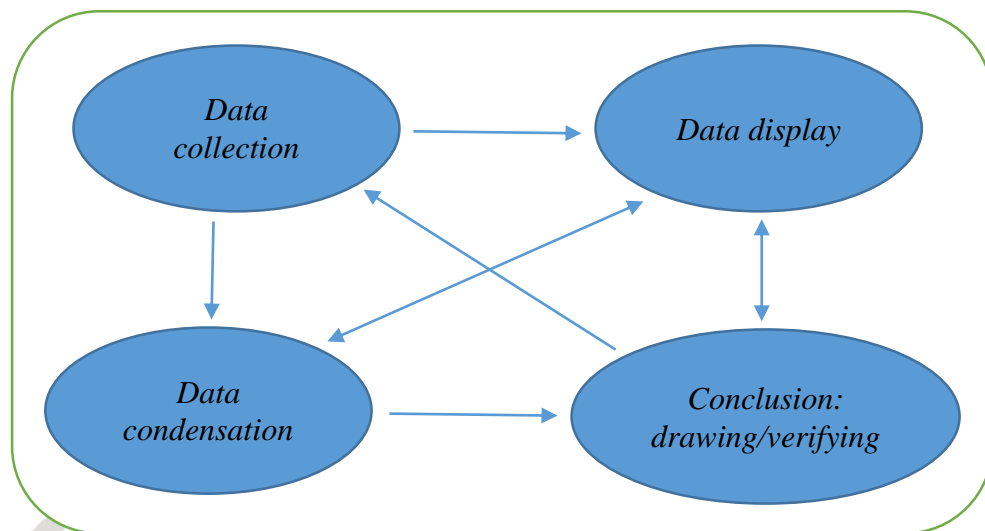 Data
collection
Data display
Data
condensation
Conclusion:
drawing/verifying